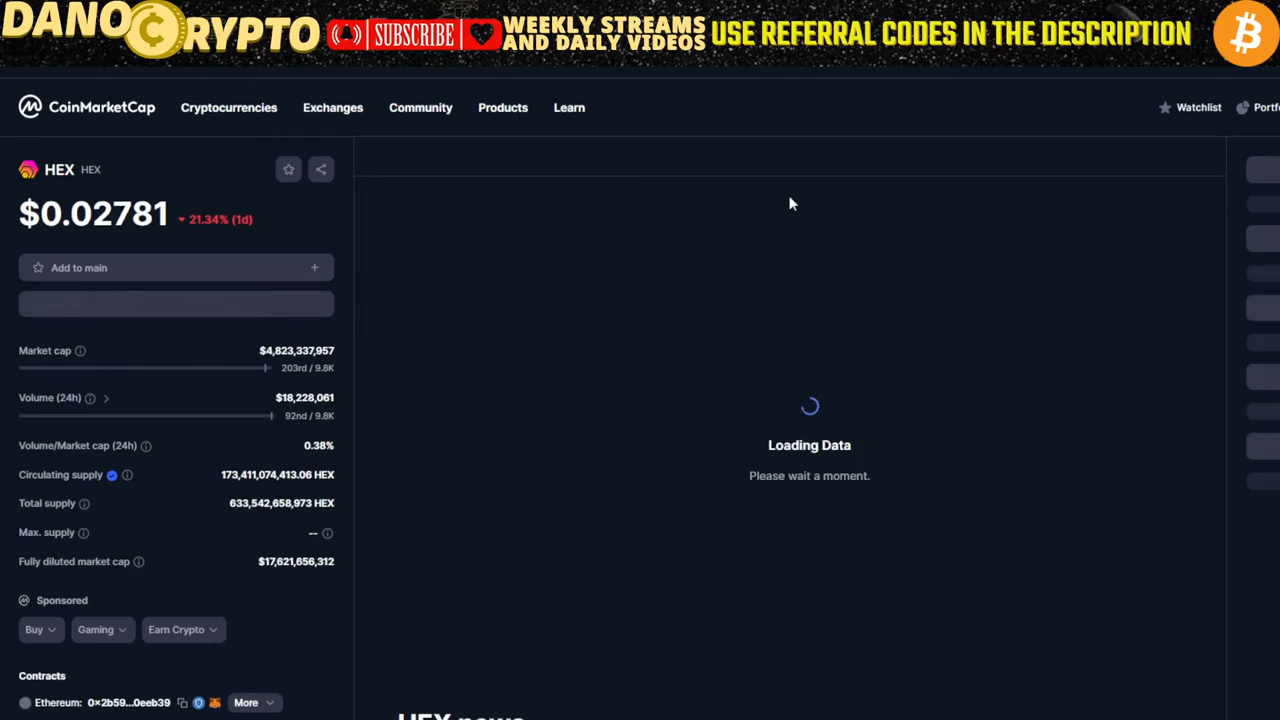 DANO CRYPTO
SUBSCRIBE
WEEKLY STREAMS
AND DAILY VIDEOS
USE REFERRAL CODES IN THE DESCRIPTION
CoinMarketCap
Cryptocurrencies
Exchanges
Community
Products
Learn
Watchlist
Portf
HEX HEX
$0.02781 21.34% (1d)
Add to main +
Market cap $4,823,337,957
203rd / 9.8K
Volume (24h) $18,228,061
92nd / 9.8K
Volume/Market cap (24h) 0.38%
Circulating supply 173,411,074,413.06 HEX
Total supply 633,542,658,973 HEX
Max. supply --
Fully diluted market cap $17,621,656,312
Sponsored
Buy
Gaming
Earn Crypto
Contracts
Ethereum: 0x2b59...0eeb39 More
Loading Data
Please wait a moment.
HEX news